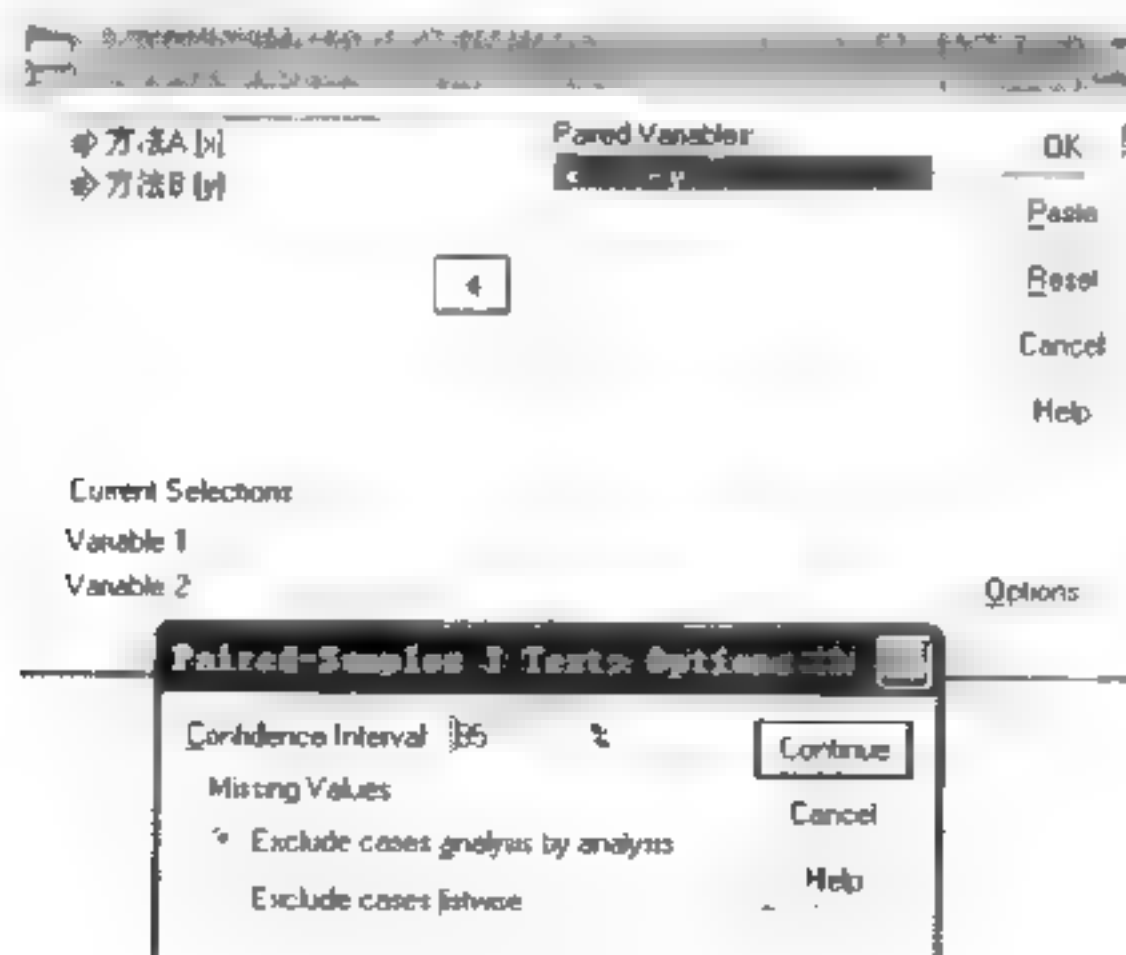 方法A [x]
方法B [y]
Paired Variables
OK
Paste
Reset
Cancel
Help
Current Selections
Variable 1
Variable 2
Options
Paired-Samples T Test: Options
Confidence Interval 95 %
Continue
Missing Values
Cancel
Exclude cases analysis by analysis
Help
Exclude cases listwise